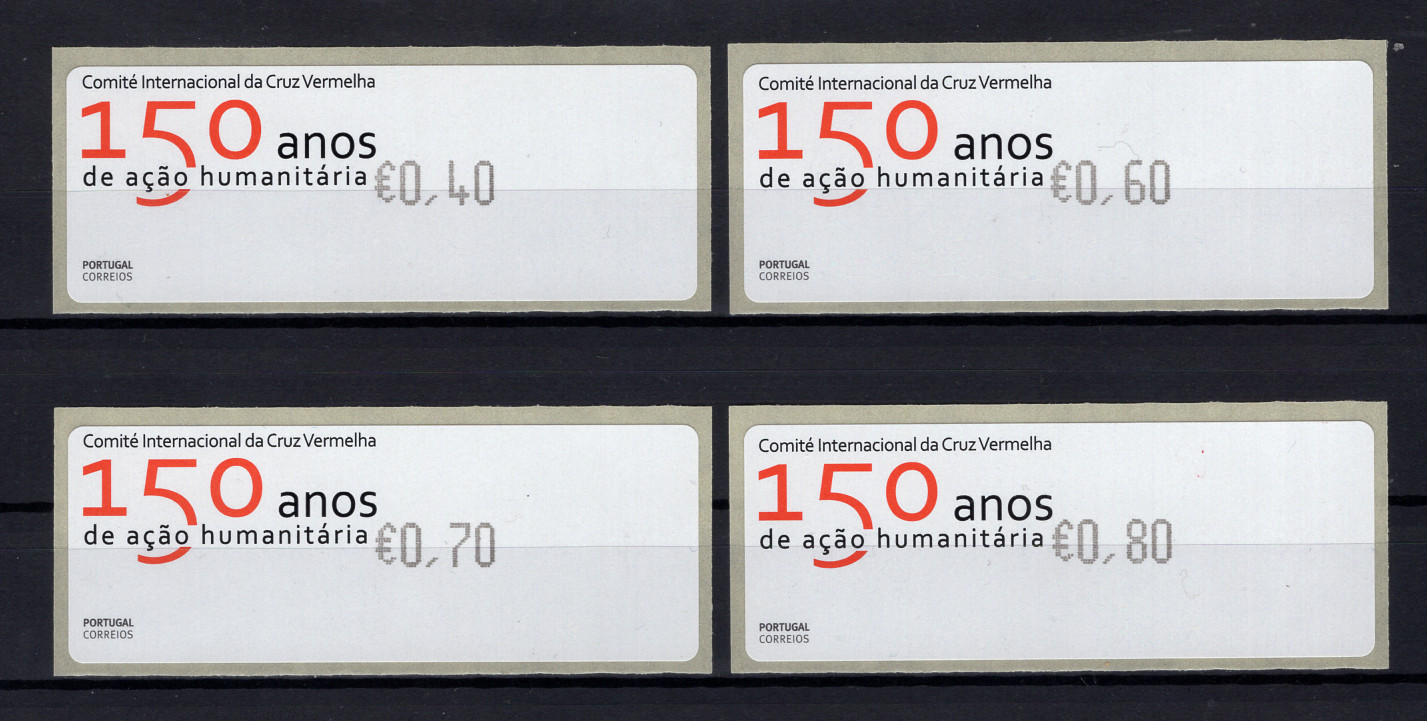 Comité Internacional da Cruz Vermelha
150 anos
de ação humanitária €0,40
PORTUGAL
CORREIOS
Comité Internacional da Cruz Vermelha
150 anos
de ação humanitária €0,60
PORTUGAL
CORREIOS
Comité Internacional da Cruz Vermelha
150 anos
de ação humanitária €0,70
PORTUGAL
CORREIOS
Comité Internacional da Cruz Vermelha
150 anos
de ação humanitária €0,80
PORTUGAL
CORREIOS